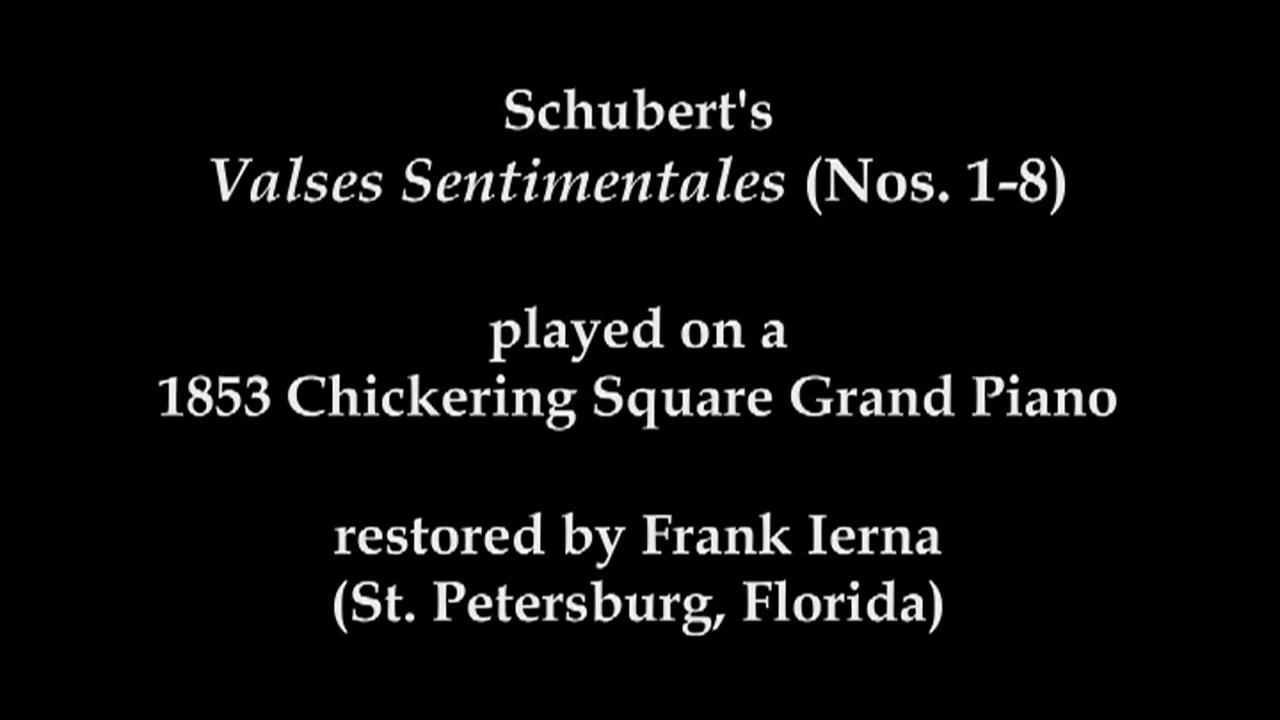 Schubert's
Valses Sentimentales (Nos. 1-8)
played on a
1853 Chickering Square Grand Piano
restored by Frank Ierna
(St. Petersburg, Florida)